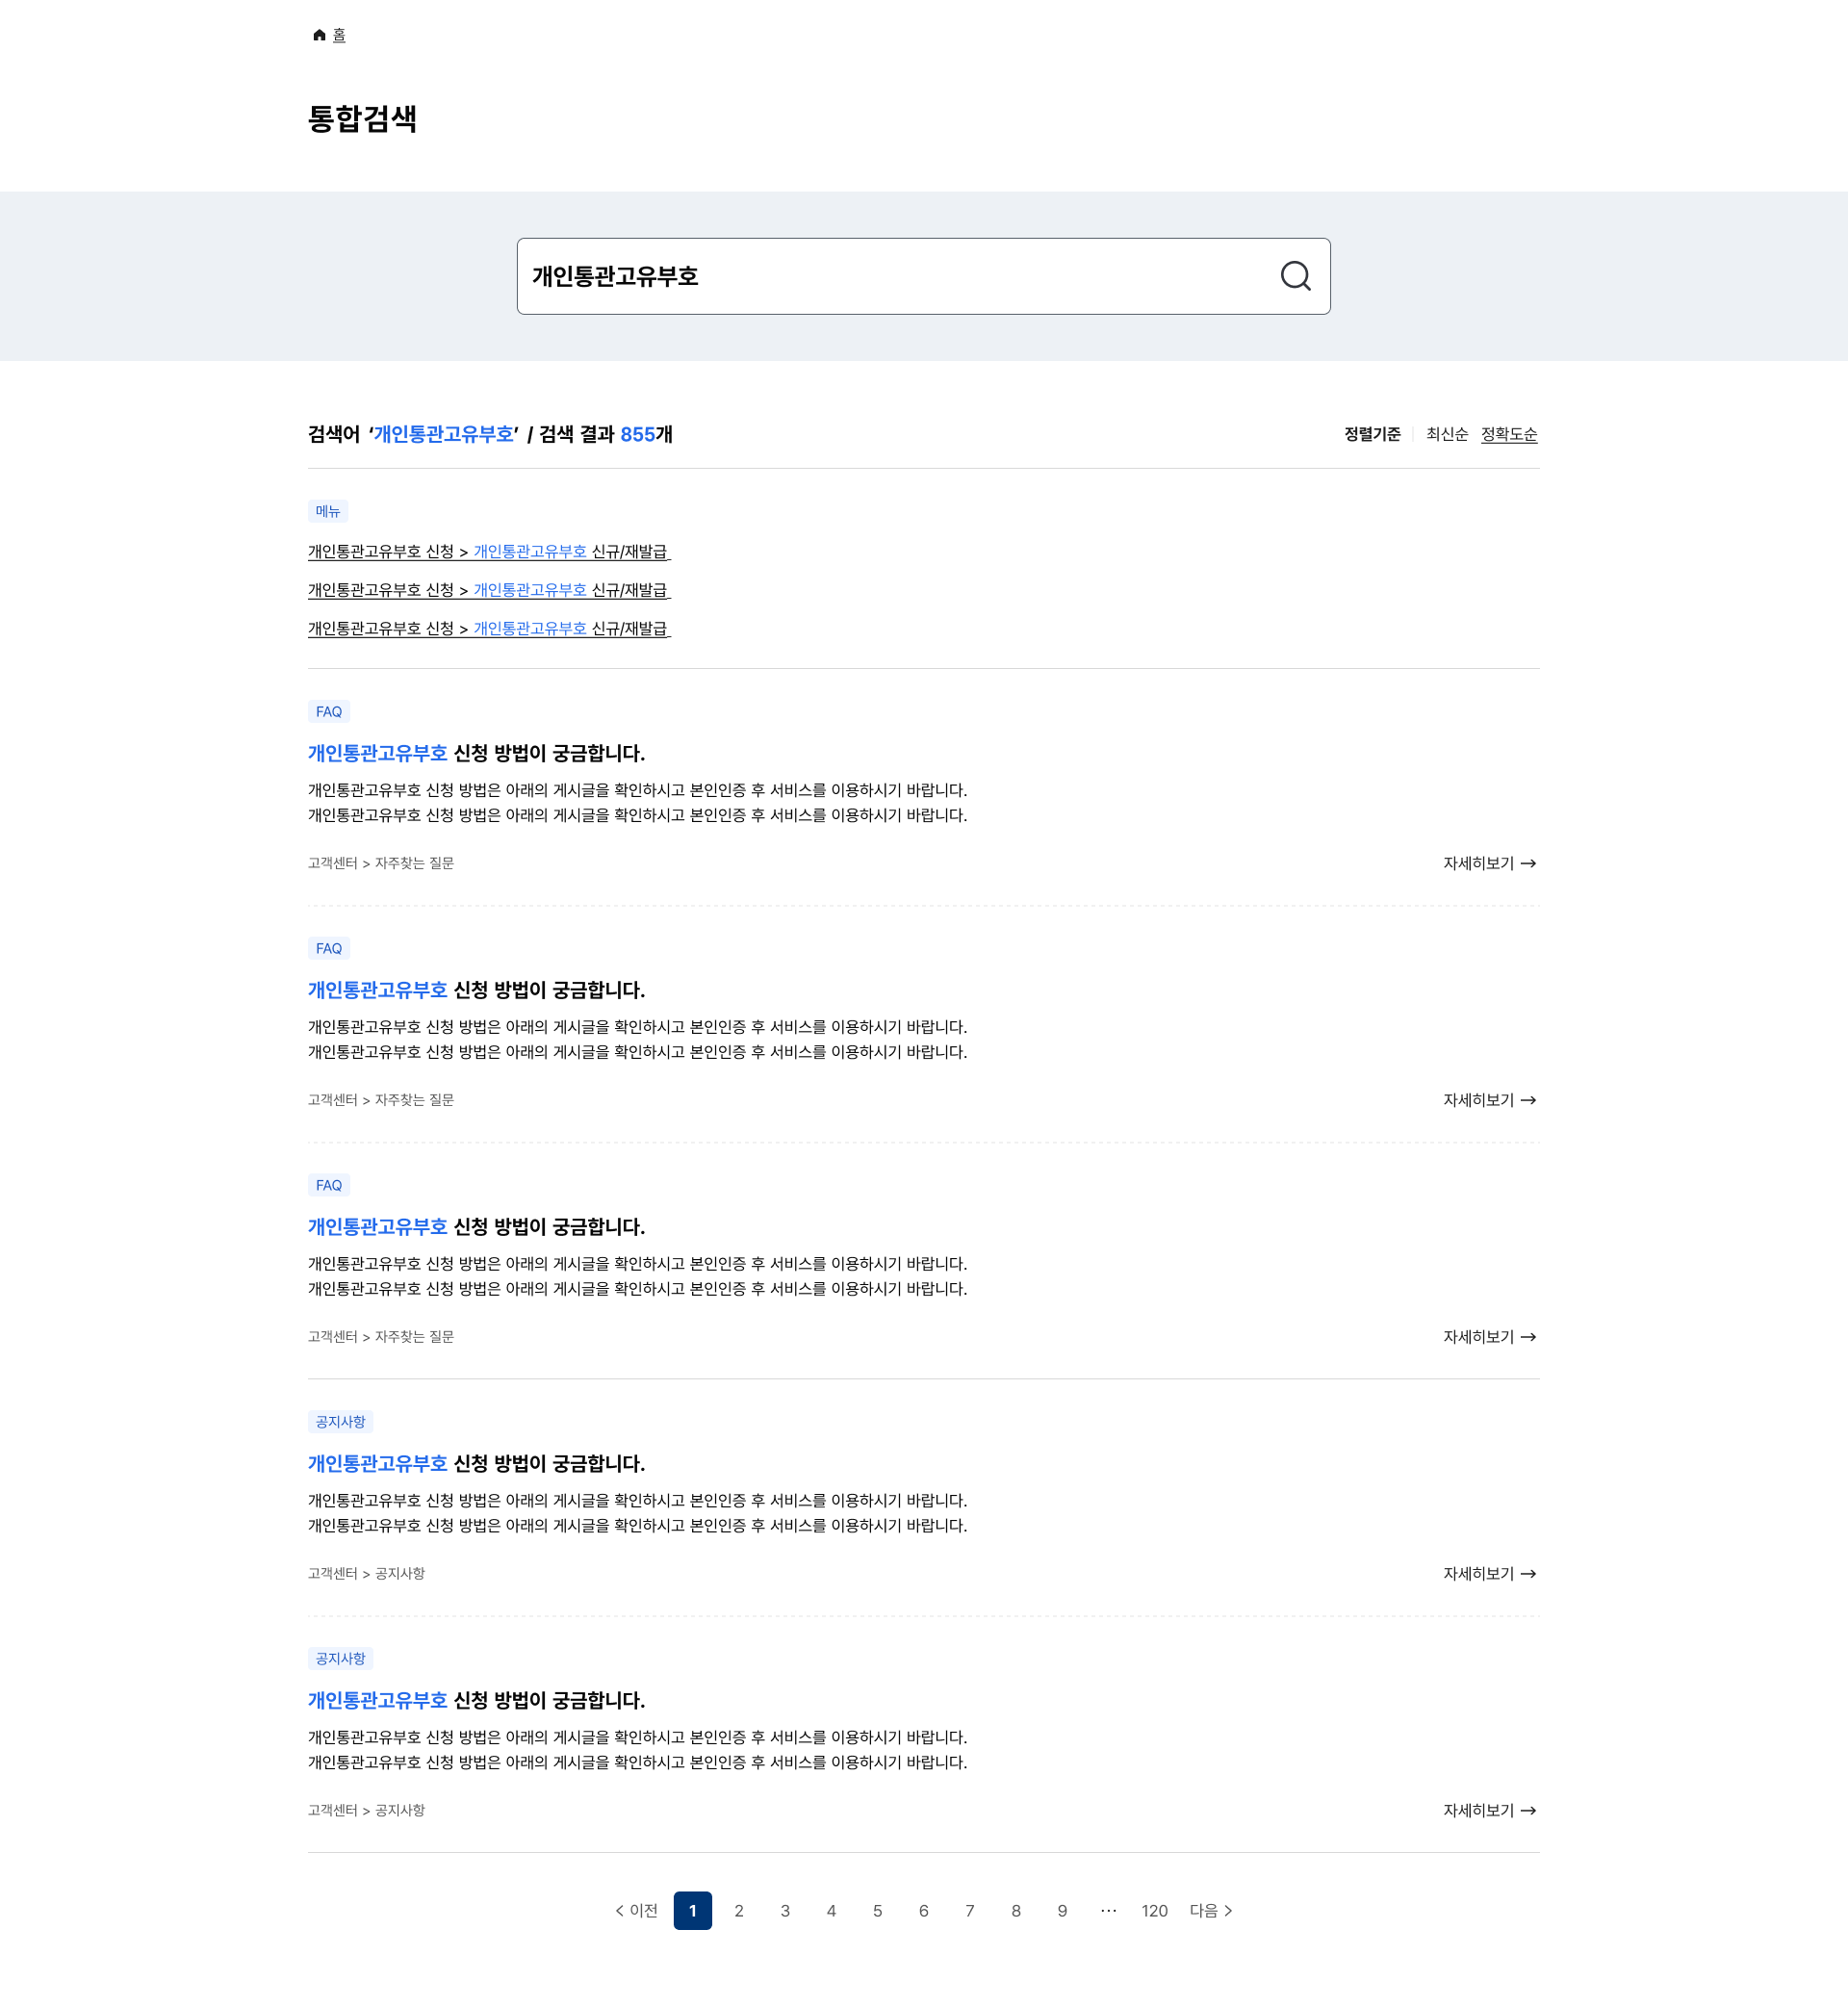 홈
통합검색
개인통관고유부호
검색어 ‘개인통관고유부호’ / 검색 결과 855개
정렬기준 최신순 정확도순
메뉴
개인통관고유부호 신청 > 개인통관고유부호 신규/재발급
개인통관고유부호 신청 > 개인통관고유부호 신규/재발급
개인통관고유부호 신청 > 개인통관고유부호 신규/재발급
FAQ
개인통관고유부호 신청 방법이 궁금합니다.
개인통관고유부호 신청 방법은 아래의 게시글을 확인하시고 본인인증 후 서비스를 이용하시기 바랍니다.
개인통관고유부호 신청 방법은 아래의 게시글을 확인하시고 본인인증 후 서비스를 이용하시기 바랍니다.
고객센터 > 자주찾는 질문
자세히보기 →
FAQ
개인통관고유부호 신청 방법이 궁금합니다.
개인통관고유부호 신청 방법은 아래의 게시글을 확인하시고 본인인증 후 서비스를 이용하시기 바랍니다.
개인통관고유부호 신청 방법은 아래의 게시글을 확인하시고 본인인증 후 서비스를 이용하시기 바랍니다.
고객센터 > 자주찾는 질문
자세히보기 →
FAQ
개인통관고유부호 신청 방법이 궁금합니다.
개인통관고유부호 신청 방법은 아래의 게시글을 확인하시고 본인인증 후 서비스를 이용하시기 바랍니다.
개인통관고유부호 신청 방법은 아래의 게시글을 확인하시고 본인인증 후 서비스를 이용하시기 바랍니다.
고객센터 > 자주찾는 질문
자세히보기 →
공지사항
개인통관고유부호 신청 방법이 궁금합니다.
개인통관고유부호 신청 방법은 아래의 게시글을 확인하시고 본인인증 후 서비스를 이용하시기 바랍니다.
개인통관고유부호 신청 방법은 아래의 게시글을 확인하시고 본인인증 후 서비스를 이용하시기 바랍니다.
고객센터 > 공지사항
자세히보기 →
공지사항
개인통관고유부호 신청 방법이 궁금합니다.
개인통관고유부호 신청 방법은 아래의 게시글을 확인하시고 본인인증 후 서비스를 이용하시기 바랍니다.
개인통관고유부호 신청 방법은 아래의 게시글을 확인하시고 본인인증 후 서비스를 이용하시기 바랍니다.
고객센터 > 공지사항
자세히보기 →
< 이전 1 2 3 4 5 6 7 8 9 ··· 120 다음 >